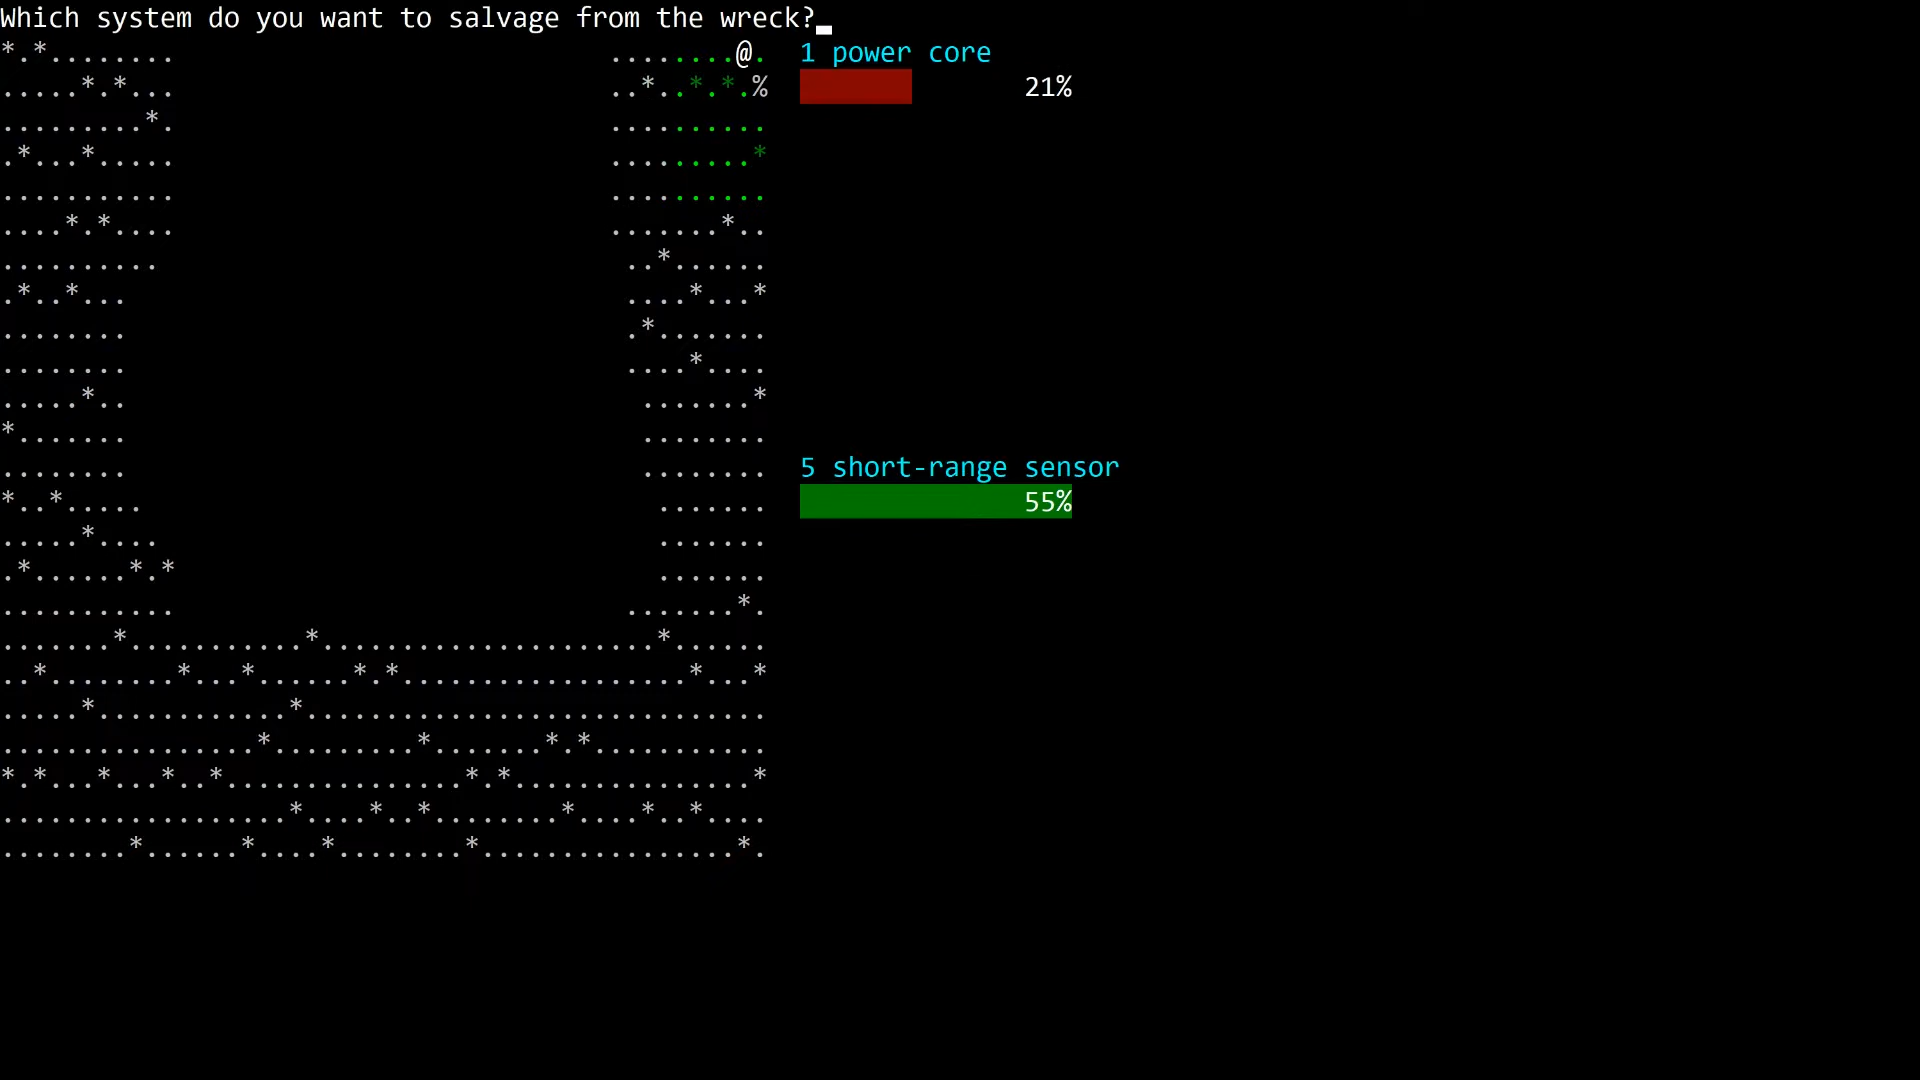 Which system do you want to salvage from the wreck?
1 power core
21%
5 short-range sensor
55%